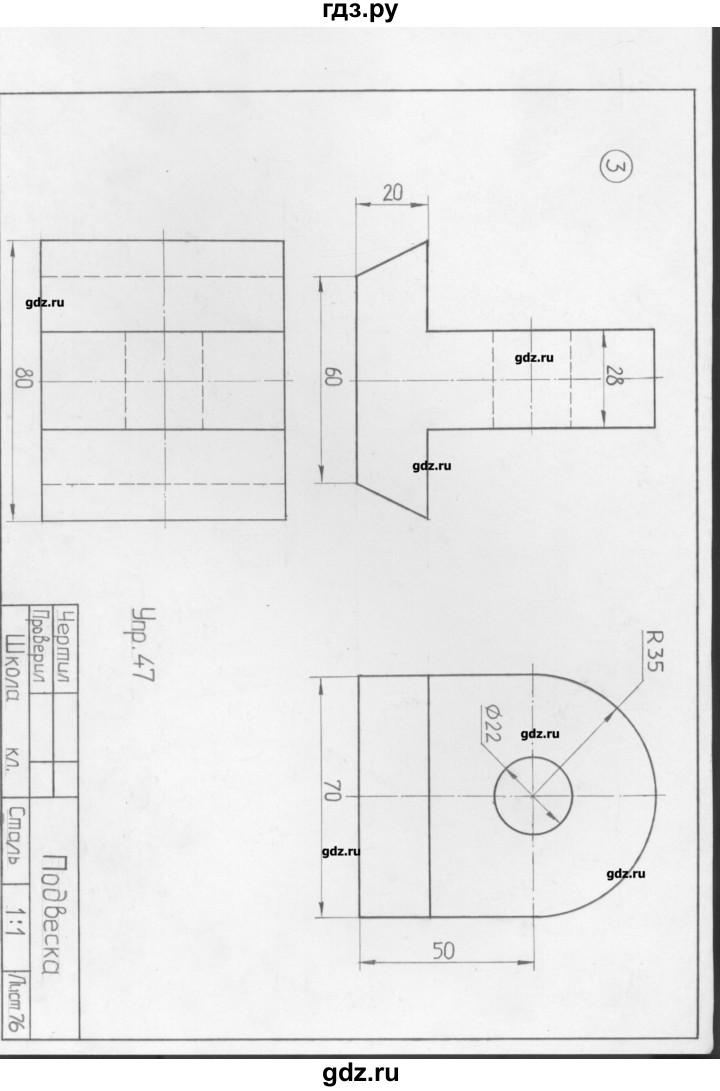 гдз.ру
3
20
28
60
80
R35
Ø22
70
50
Упр. 47
Чертил
Проверил
Школа кл.
Подвеска
Сталь 1:1 Лист 76
gdz.ru
gdz.ru
gdz.ru
gdz.ru
gdz.ru
gdz.ru
gdz.ru